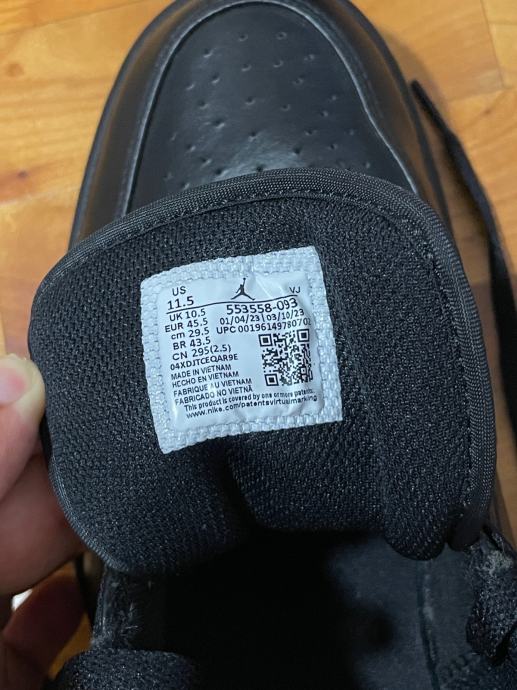 US VJ
11.5 553558-093
UK 10.5 01/04/23 | 03/10/23
EUR 45.5 UPC 00196149780702
cm 29.5
BR 43.5
CN 295(2.5)
04XDJTCEQAR9E
MADE IN VIETNAM
HECHO EN VIETNAM
FABRIQUE AU VIETNAM
FABRICADO NO VIETNÃ
This product is covered by one or more patents:
www.nike.com/patentsvirtualmarking